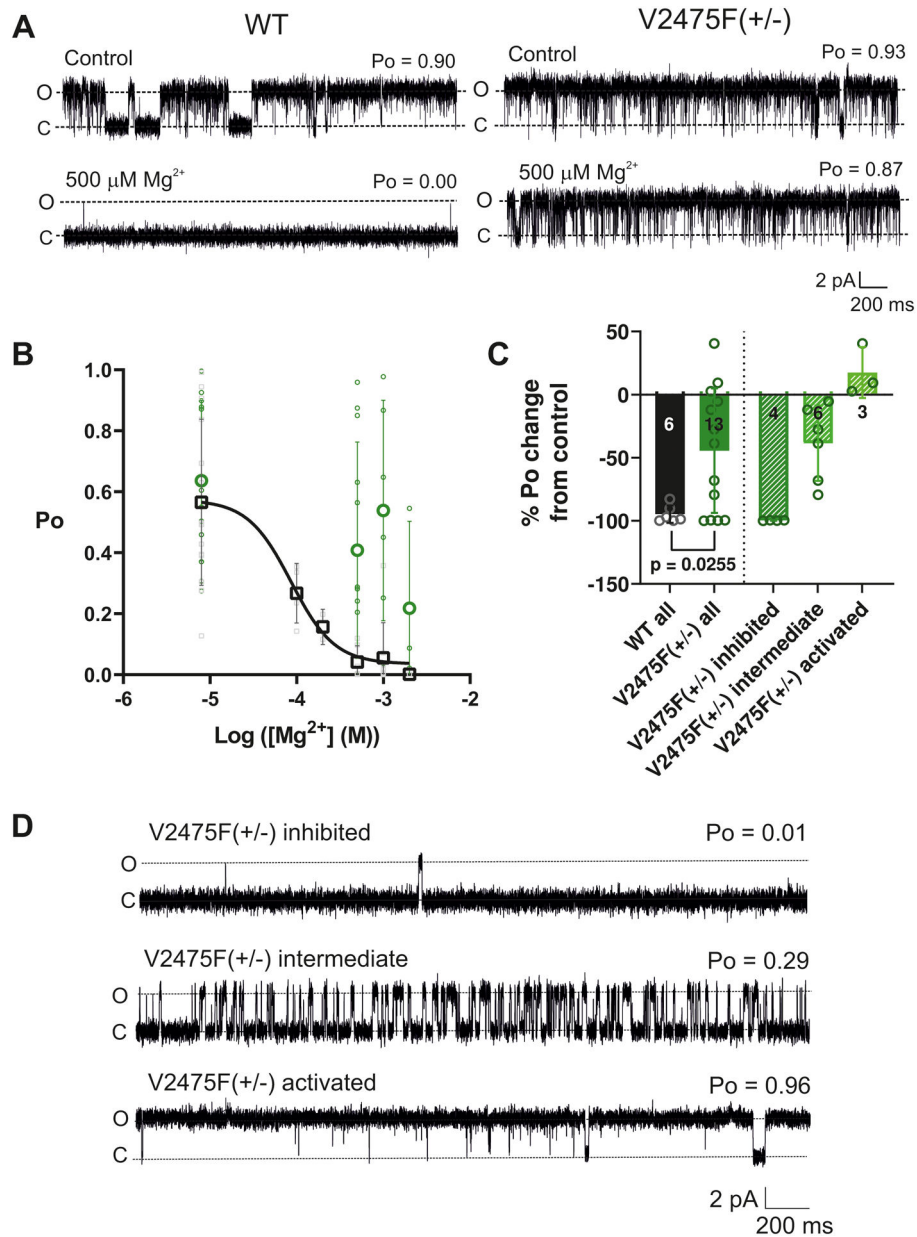 A
WT
V2475F(+/-)
Control
Po = 0.90
Control
Po = 0.93
O
O
C
C
500 μM Mg²⁺
Po = 0.00
500 μM Mg²⁺
Po = 0.87
O
O
C
C
2 pA
200 ms
B
1.0
0.8
0.6
0.4
0.2
0.0
Po
-6
-5
-4
-3
-2
Log ([Mg²⁺] (M))
C
50
0
-50
-100
-150
% Po change
from control
6
13
4
6
3
p = 0.0255
WT all
V2475F(+/-) all
V2475F(+/-) inhibited
V2475F(+/-) intermediate
V2475F(+/-) activated
D
V2475F(+/-) inhibited
Po = 0.01
O
C
V2475F(+/-) intermediate
Po = 0.29
O
C
V2475F(+/-) activated
Po = 0.96
O
C
2 pA
200 ms